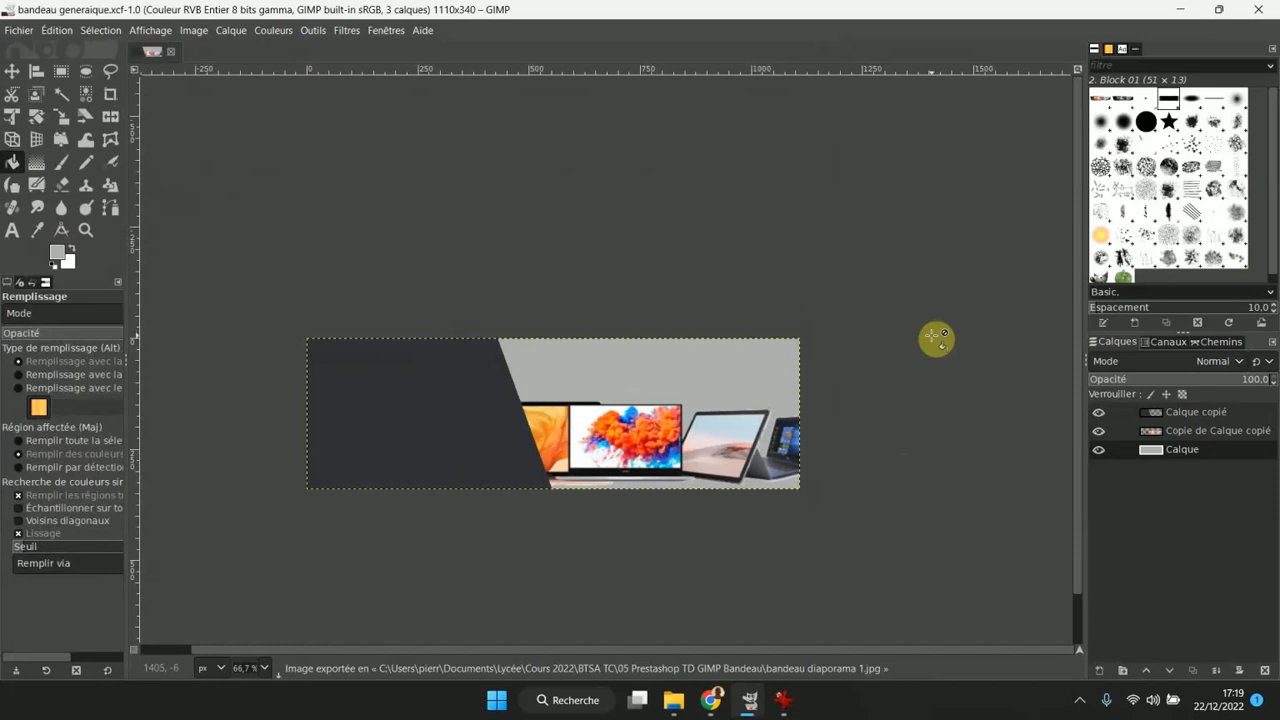 bandeau generaique.xcf-1.0 (Couleur RVB Entier 8 bits gamma, GIMP built-in sRGB, 3 calques) 1110x340 – GIMP
Fichier Édition Sélection Affichage Image Calque Couleurs Outils Filtres Fenêtres Aide
-250 0 250 500 750 1000 1250 1500
filtre
2. Block 01 (51 × 13)
Remplissage
Mode
Opacité
Type de remplissage (Alt)
Remplissage avec la
Remplissage avec la
Remplissage avec le
Région affectée (Maj)
Remplir toute la séle
Remplir des couleurs
Remplir par détectio
Recherche de couleurs sin
Remplir les régions tr
Échantillonner sur to
Voisins diagonaux
Lissage
Seuil
Remplir via
Basic.
Espacement 10,0
Calques Canaux Chemins
Mode Normal
Opacité 100,0
Verrouiller :
Calque copié
Copie de Calque copié
Calque
1405, -6 px 66,7 % Image exportée en « C:\Users\pierr\Documents\Lycée\Cours 2022\BTSA TC\05 Prestashop TD GIMP Bandeau\bandeau diaporama 1.jpg »
Recherche
17:19
22/12/2022
1